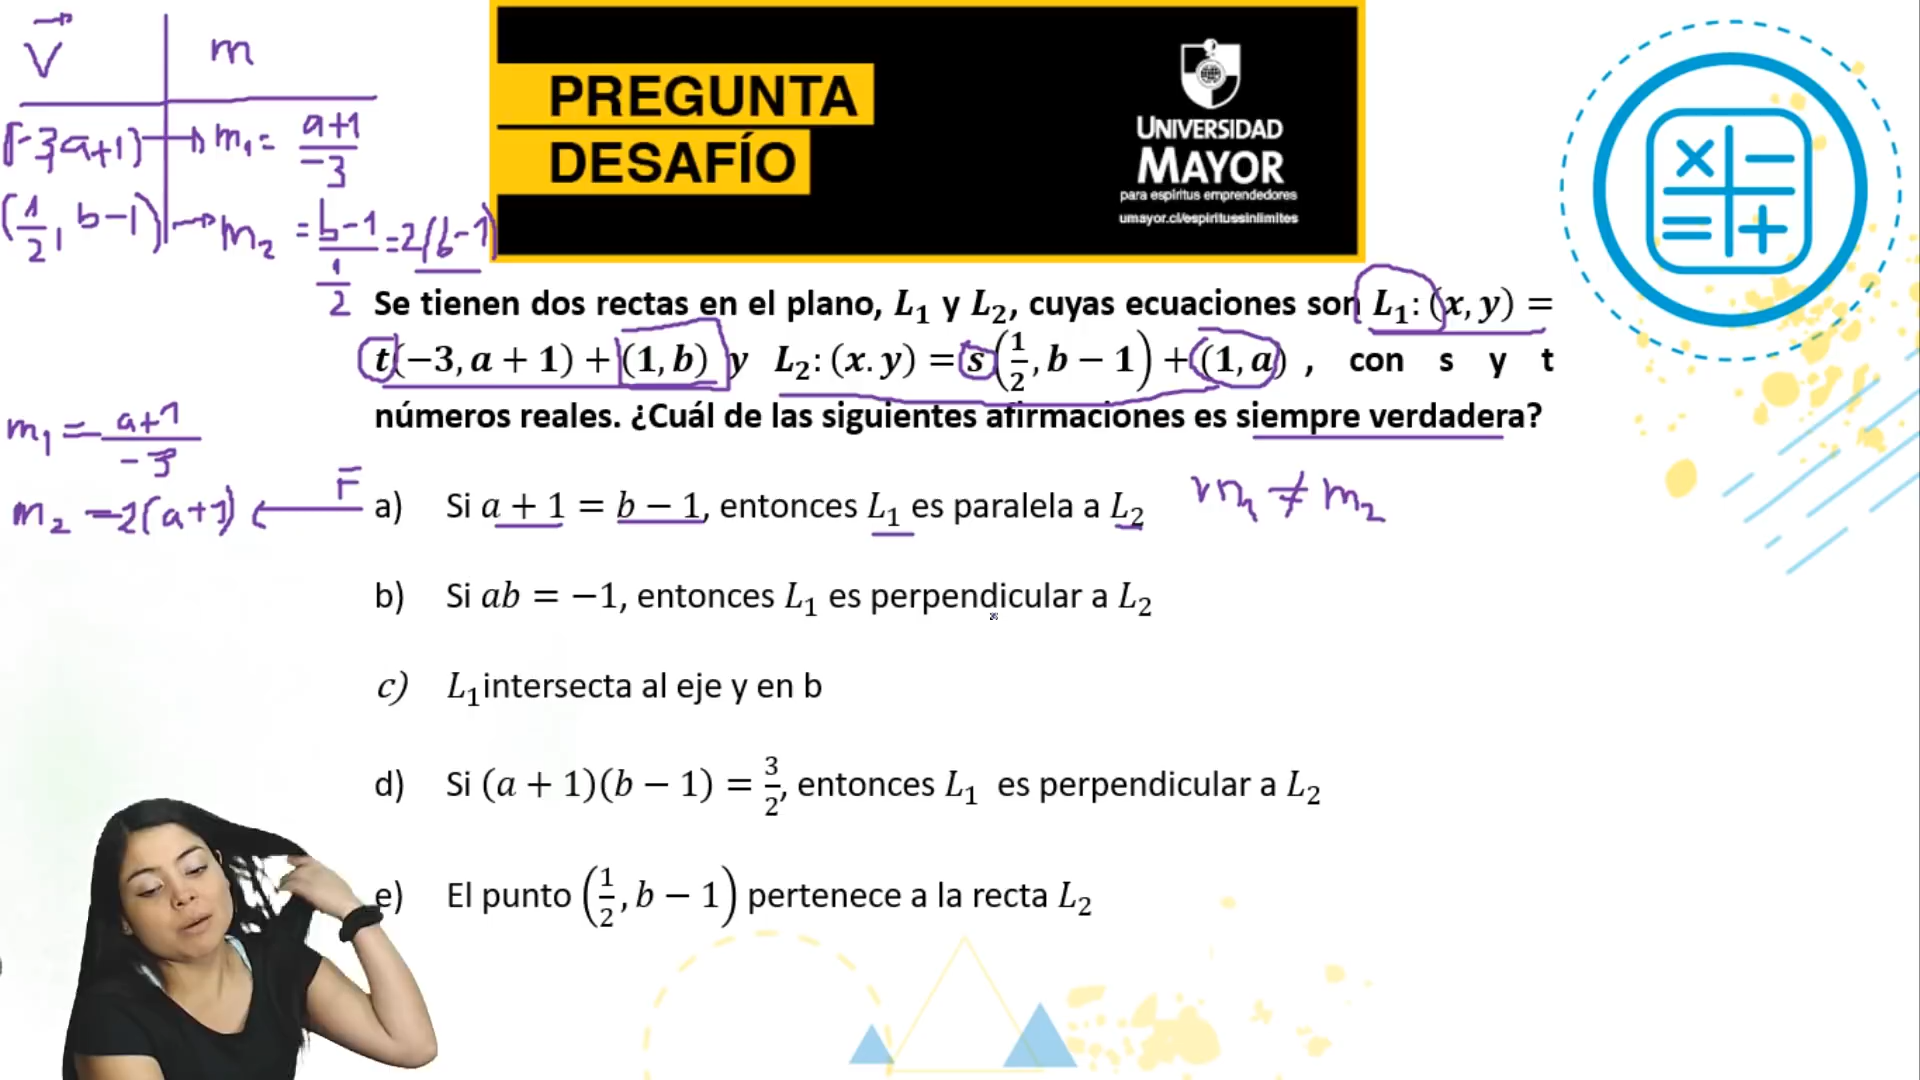 V⃗ | m
(-3, a+1) → m₁ = (a+1)/(-3)
(1/2, b-1) → m₂ = (b-1)/(1/2) = 2(b-1)
PREGUNTA
DESAFÍO
UNIVERSIDAD
MAYOR
para espíritus emprendedores
umayor.cl/espiritussinlimites
Se tienen dos rectas en el plano, L₁ y L₂, cuyas ecuaciones son L₁: (x, y) =
t(−3, a + 1) + (1, b) y L₂: (x. y) = s(1/2, b − 1) + (1, a) , con s y t
números reales. ¿Cuál de las siguientes afirmaciones es siempre verdadera?
m₁ = (a+1)/(-3)
m₂ = 2(a+1) ← F
a) Si a + 1 = b − 1, entonces L₁ es paralela a L₂ m₁ ≠ m₂
b) Si ab = −1, entonces L₁ es perpendicular a L₂
c) L₁intersecta al eje y en b
d) Si (a + 1)(b − 1) = 3/2, entonces L₁ es perpendicular a L₂
e) El punto (1/2, b − 1) pertenece a la recta L₂